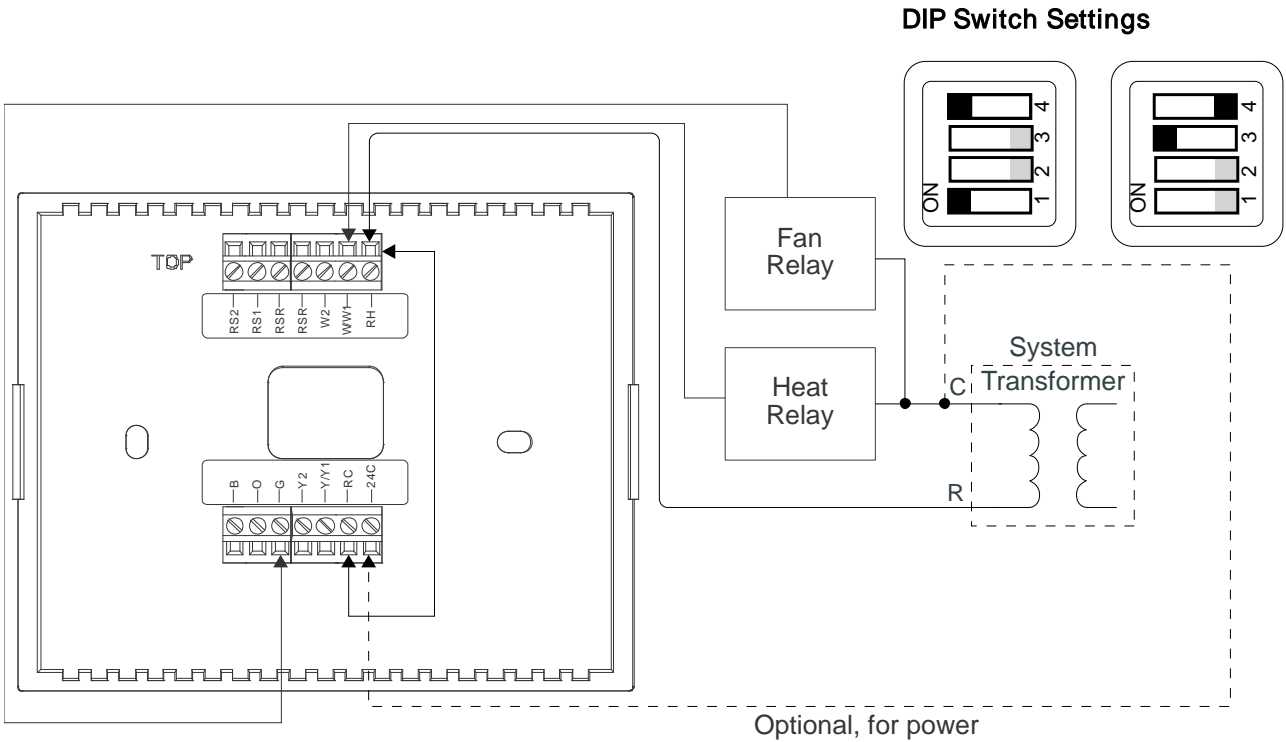 DIP Switch Settings
ON
1
2
3
4
ON
1
2
3
4
TOP
RS2
RS1
RSR
RSR
W2
W/W1
RH
Fan
Relay
Heat
Relay
System
Transformer
C
R
B
O
G
Y2
Y/Y1
RC
24C
Optional, for power